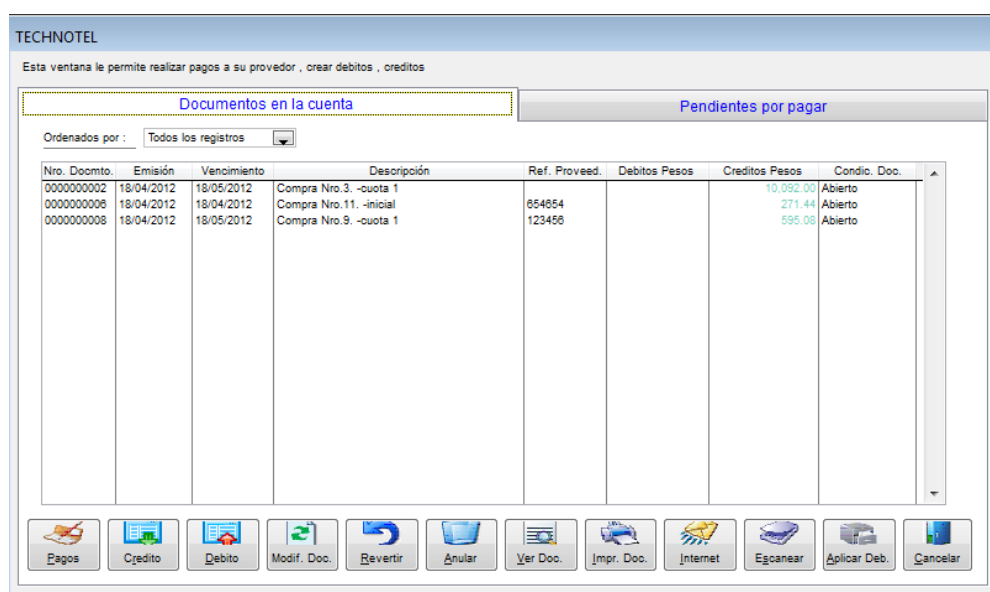 TECHNOTEL
Esta ventana le permite realizar pagos a su provedor , crear debitos , creditos
Documentos en la cuenta Pendientes por pagar
Ordenados por : Todos los registros
Nro. Docmto. Emisión Vencimiento Descripción Ref. Proveed. Debitos Pesos Creditos Pesos Condic. Doc.
0000000002 18/04/2012 18/05/2012 Compra Nro.3. -cuota 1 10,092.00 Abierto
0000000006 18/04/2012 18/04/2012 Compra Nro.11. -inicial 654654 271.44 Abierto
0000000008 18/04/2012 18/05/2012 Compra Nro.9. -cuota 1 123456 595.08 Abierto
Pagos Credito Debito Modif. Doc. Revertir Anular Ver Doc. Impr. Doc. Internet Escanear Aplicar Deb. Cancelar